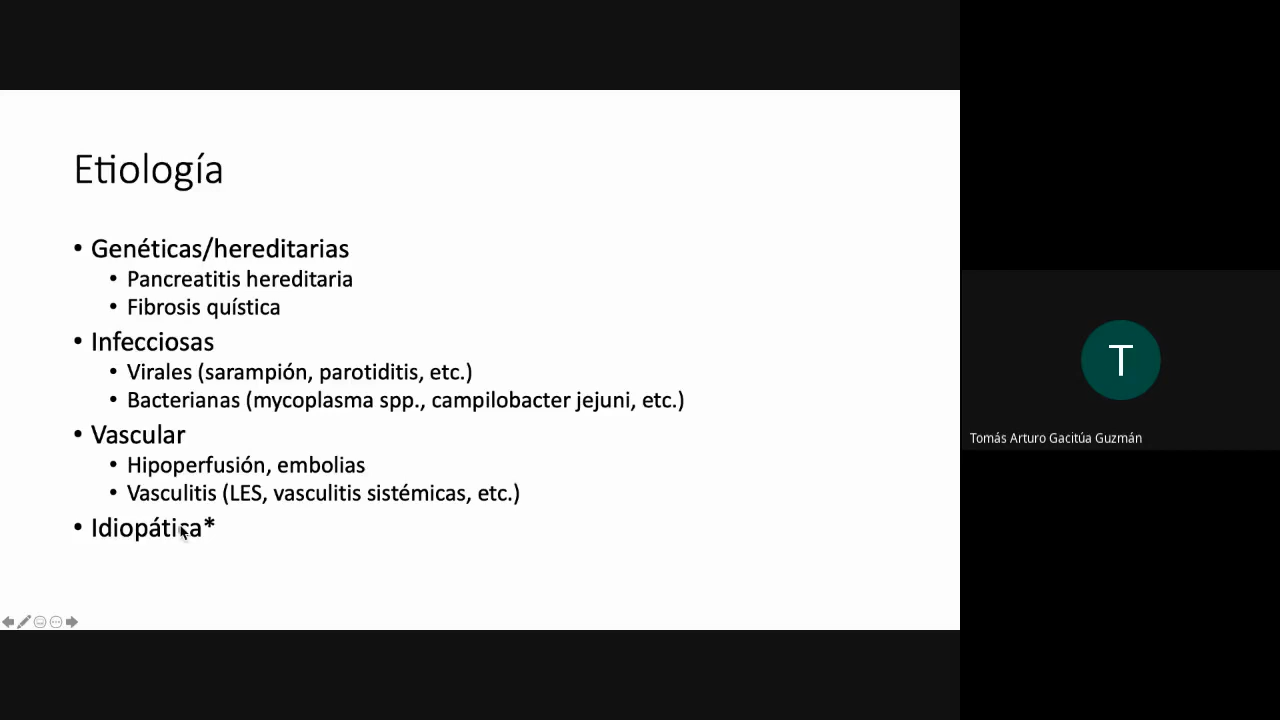 Etiología
• Genéticas/hereditarias
• Pancreatitis hereditaria
• Fibrosis quística
• Infecciosas
• Virales (sarampión, parotiditis, etc.)
• Bacterianas (mycoplasma spp., campilobacter jejuni, etc.)
• Vascular
• Hipoperfusión, embolias
• Vasculitis (LES, vasculitis sistémicas, etc.)
• Idiopática*
T
Tomás Arturo Gacitúa Guzmán